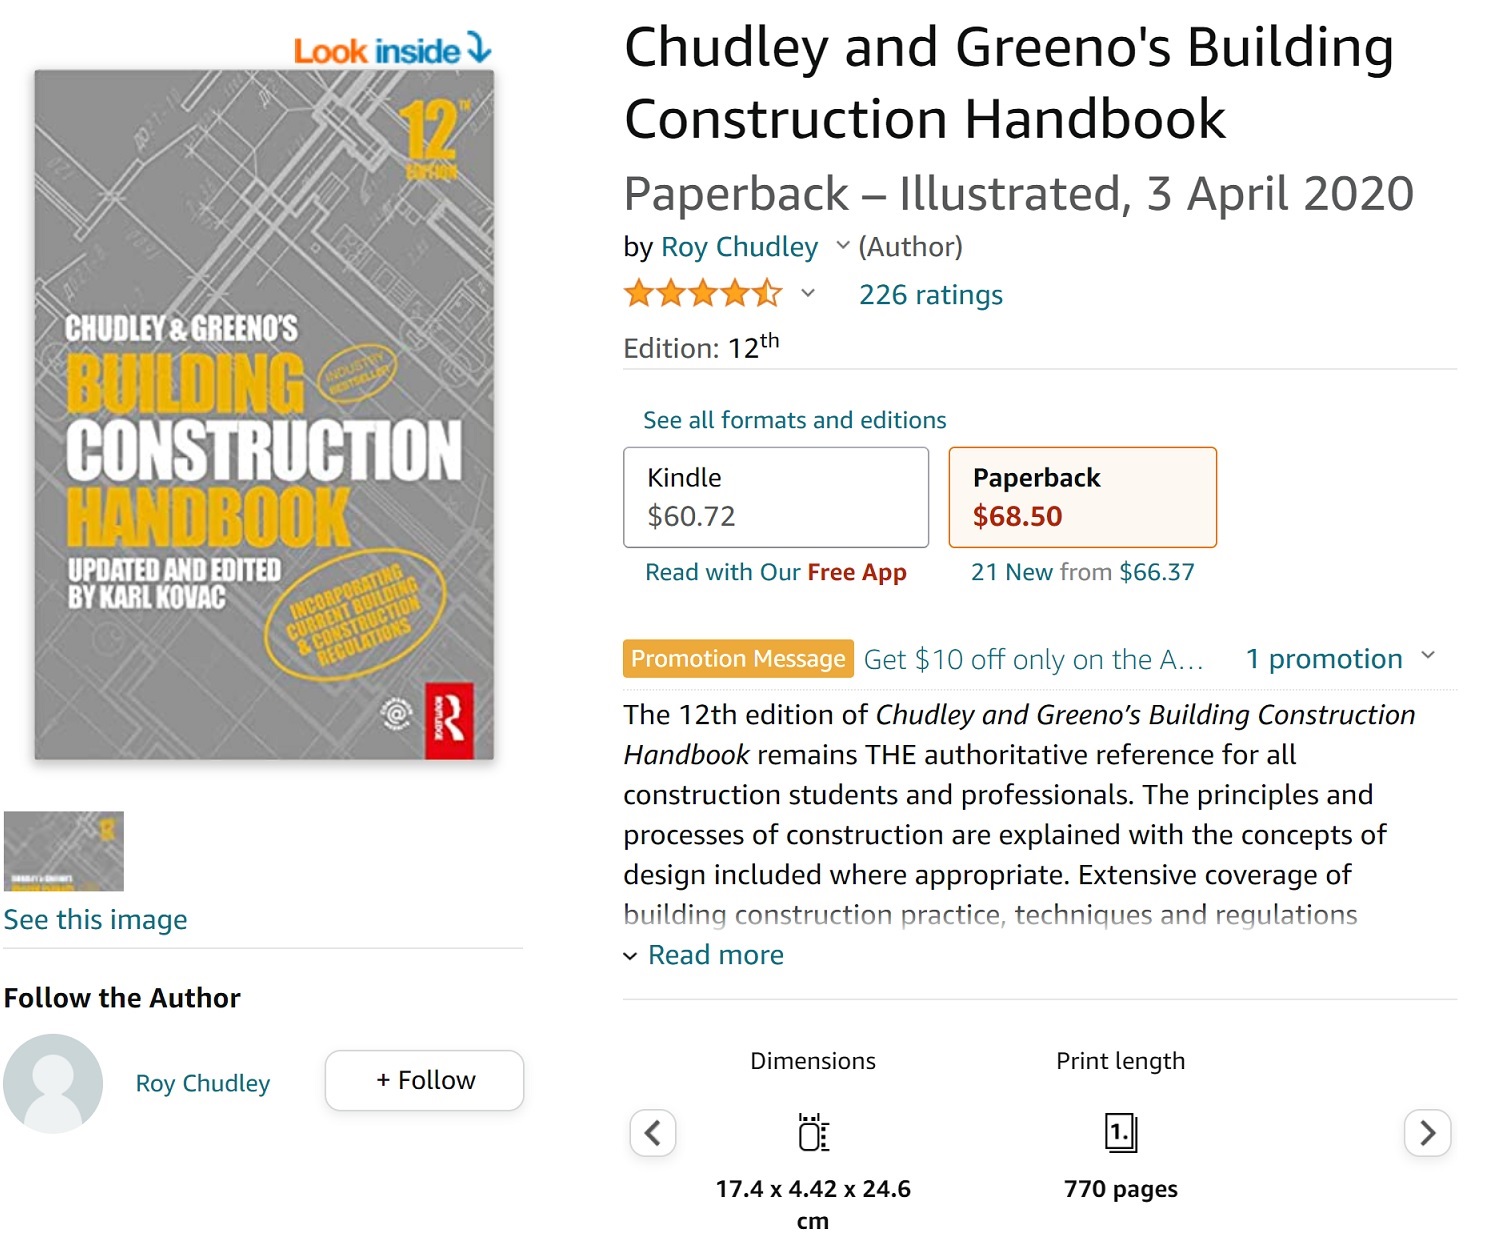 Look inside
12TH
EDITION
CHUDLEY & GREENO'S
BUILDING
INDUSTRY
BESTSELLER
CONSTRUCTION
HANDBOOK
UPDATED AND EDITED
BY KARL KOVAC
INCORPORATING
CURRENT BUILDING
& CONSTRUCTION
REGULATIONS
ROUTLEDGE
See this image
Follow the Author
Roy Chudley
+ Follow
Chudley and Greeno's Building
Construction Handbook
Paperback – Illustrated, 3 April 2020
by Roy Chudley (Author)
226 ratings
Edition: 12th
See all formats and editions
Kindle
$60.72
Read with Our Free App
Paperback
$68.50
21 New from $66.37
Promotion Message Get $10 off only on the A... 1 promotion
The 12th edition of Chudley and Greeno’s Building Construction
Handbook remains THE authoritative reference for all
construction students and professionals. The principles and
processes of construction are explained with the concepts of
design included where appropriate. Extensive coverage of
building construction practice, techniques and regulations
Read more
Dimensions
17.4 x 4.42 x 24.6
cm
Print length
1.
770 pages